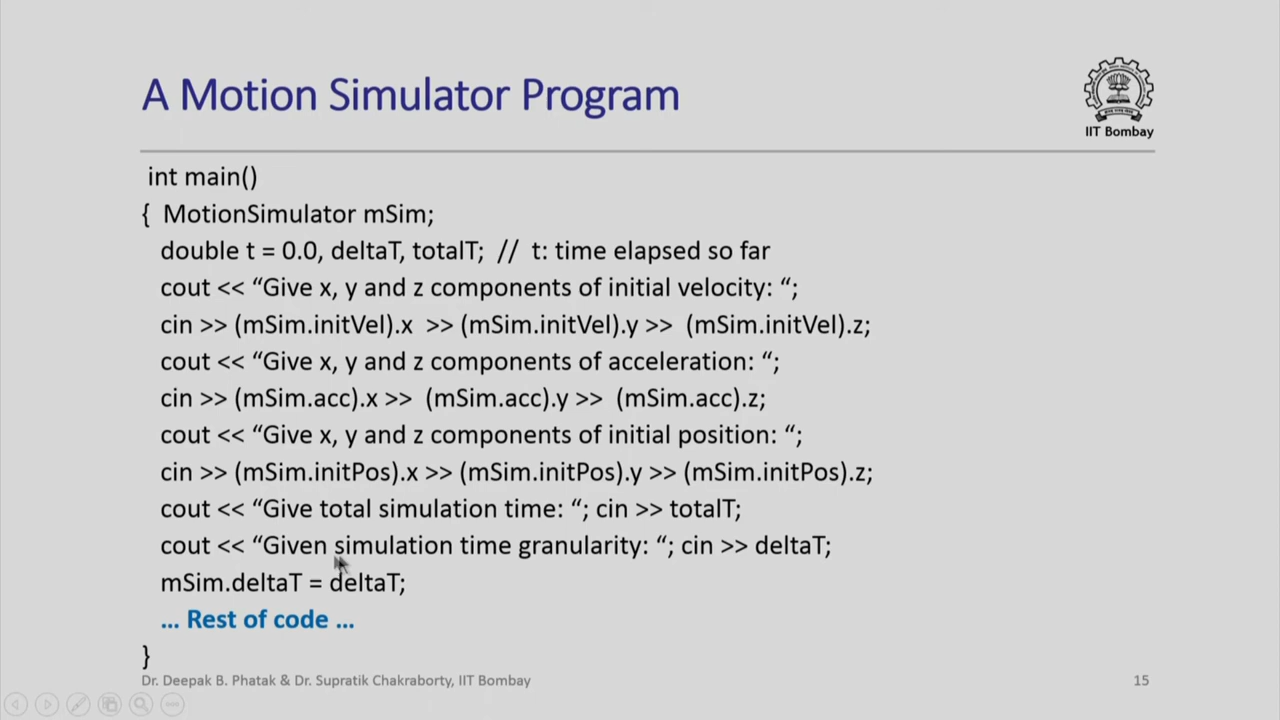 A Motion Simulator Program
IIT Bombay
int main()
{ MotionSimulator mSim;
double t = 0.0, deltaT, totalT; // t: time elapsed so far
cout << “Give x, y and z components of initial velocity: “;
cin >> (mSim.initVel).x >> (mSim.initVel).y >> (mSim.initVel).z;
cout << “Give x, y and z components of acceleration: “;
cin >> (mSim.acc).x >> (mSim.acc).y >> (mSim.acc).z;
cout << “Give x, y and z components of initial position: “;
cin >> (mSim.initPos).x >> (mSim.initPos).y >> (mSim.initPos).z;
cout << “Give total simulation time: “; cin >> totalT;
cout << “Given simulation time granularity: “; cin >> deltaT;
mSim.deltaT = deltaT;
... Rest of code ...
}
Dr. Deepak B. Phatak & Dr. Supratik Chakraborty, IIT Bombay
15